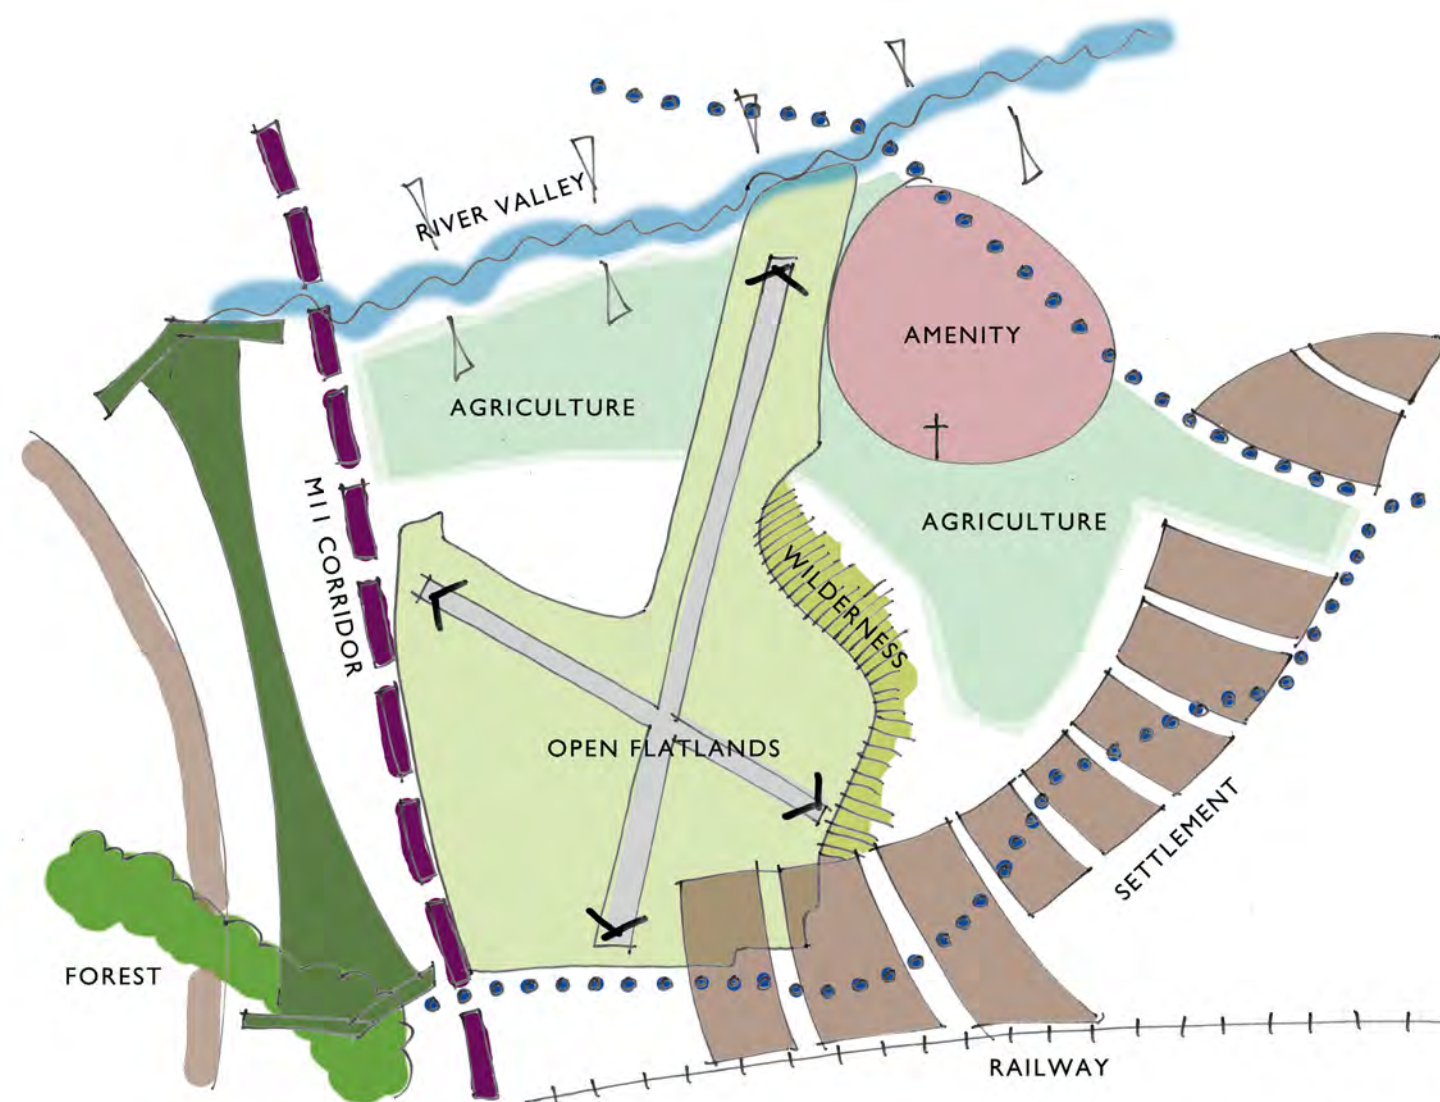 RIVER VALLEY
AMENITY
AGRICULTURE
M11 CORRIDOR
AGRICULTURE
WILDERNESS
OPEN FLATLANDS
SETTLEMENT
FOREST
RAILWAY